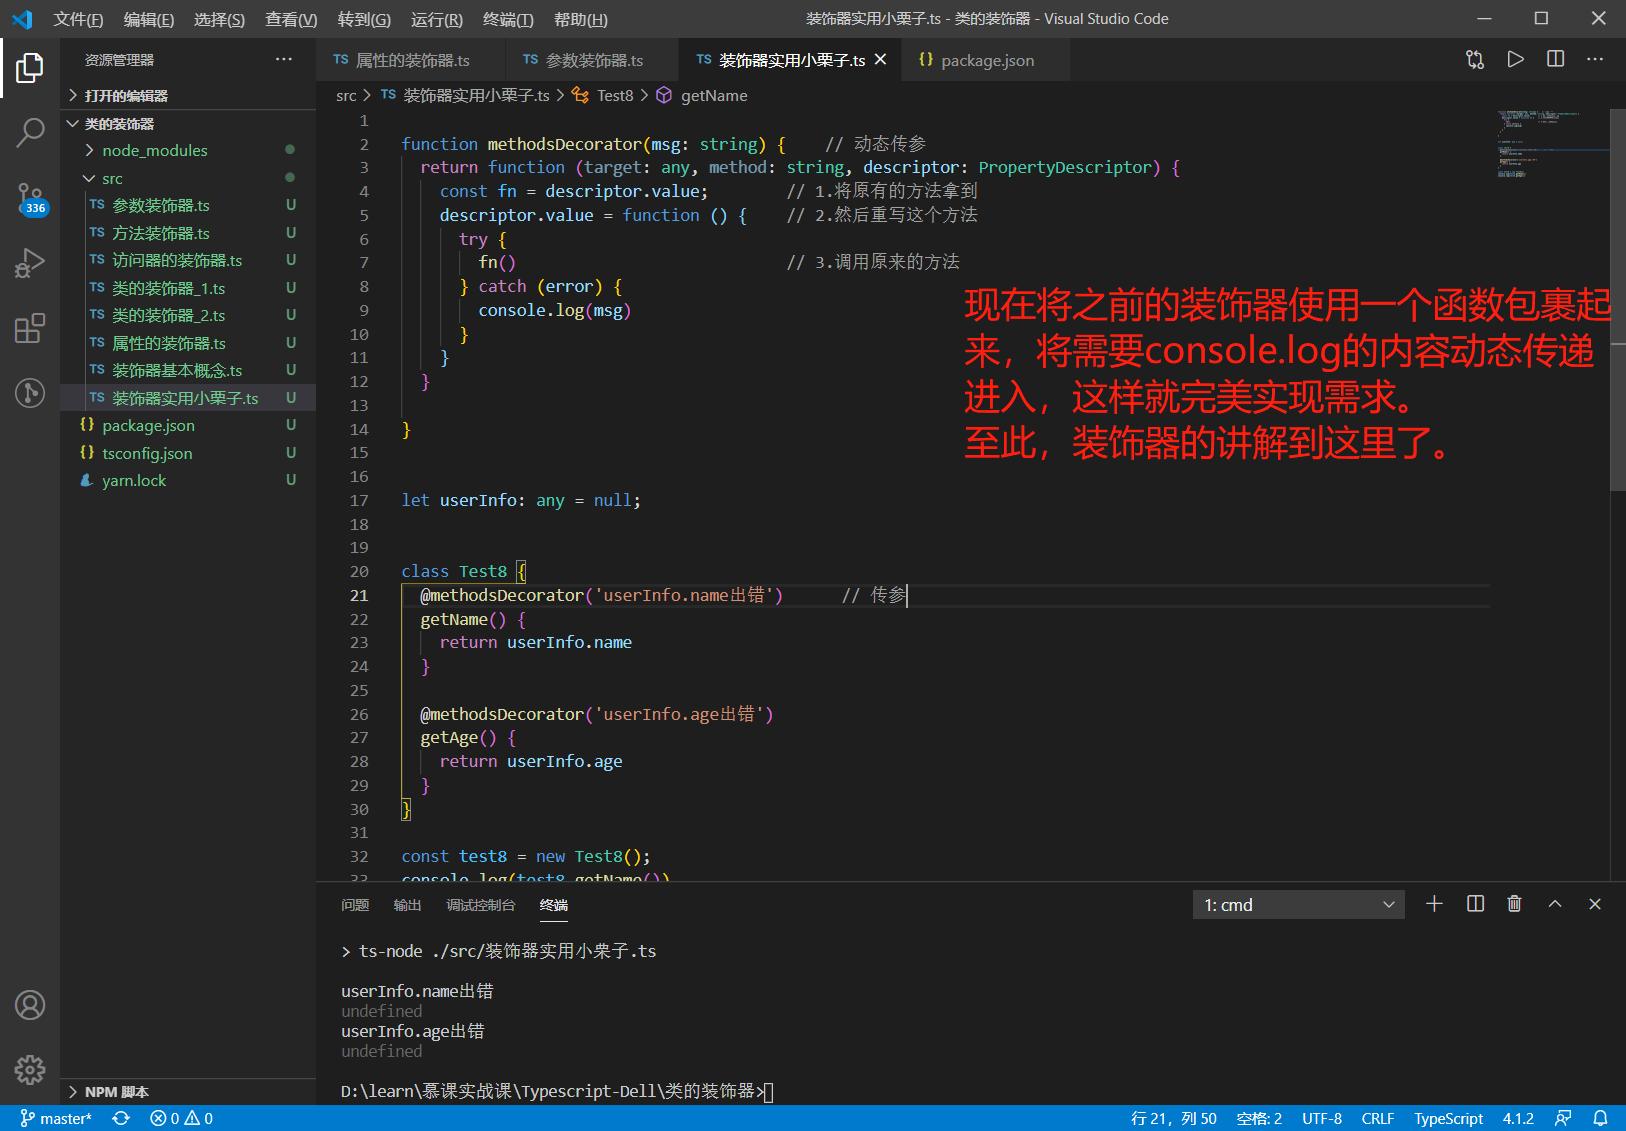 文件(F) 编辑(E) 选择(S) 查看(V) 转到(G) 运行(R) 终端(T) 帮助(H) 装饰器实用小栗子.ts - 类的装饰器 - Visual Studio Code
资源管理器 ···
TS 属性的装饰器.ts TS 参数装饰器.ts TS 装饰器实用小栗子.ts {} package.json
打开的编辑器
src > TS 装饰器实用小栗子.ts > Test8 > getName
类的装饰器
node_modules
src
TS 参数装饰器.ts U
TS 方法装饰器.ts U
TS 访问器的装饰器.ts U
TS 类的装饰器_1.ts U
TS 类的装饰器_2.ts U
TS 属性的装饰器.ts U
TS 装饰器基本概念.ts U
TS 装饰器实用小栗子.ts U
{} package.json U
{} tsconfig.json U
yarn.lock U
336
NPM 脚本
1
2 function methodsDecorator(msg: string) { // 动态传参
3 return function (target: any, method: string, descriptor: PropertyDescriptor) {
4 const fn = descriptor.value; // 1.将原有的方法拿到
5 descriptor.value = function () { // 2.然后重写这个方法
6 try {
7 fn() // 3.调用原来的方法
8 } catch (error) {
9 console.log(msg)
10 }
11 }
12 }
13
14 }
15
16
17 let userInfo: any = null;
18
19
20 class Test8 {
21 @methodsDecorator('userInfo.name出错') // 传参
22 getName() {
23 return userInfo.name
24 }
25
26 @methodsDecorator('userInfo.age出错')
27 getAge() {
28 return userInfo.age
29 }
30 }
31
32 const test8 = new Test8();
33 console.log(test8.getName())
现在将之前的装饰器使用一个函数包裹起
来，将需要console.log的内容动态传递
进入，这样就完美实现需求。
至此，装饰器的讲解到这里了。
问题 输出 调试控制台 终端 1: cmd
> ts-node ./src/装饰器实用小栗子.ts
userInfo.name出错
undefined
userInfo.age出错
undefined
D:\learn\慕课实战课\Typescript-Dell\类的装饰器>
master* 0 0 行 21，列 50 空格: 2 UTF-8 CRLF TypeScript 4.1.2